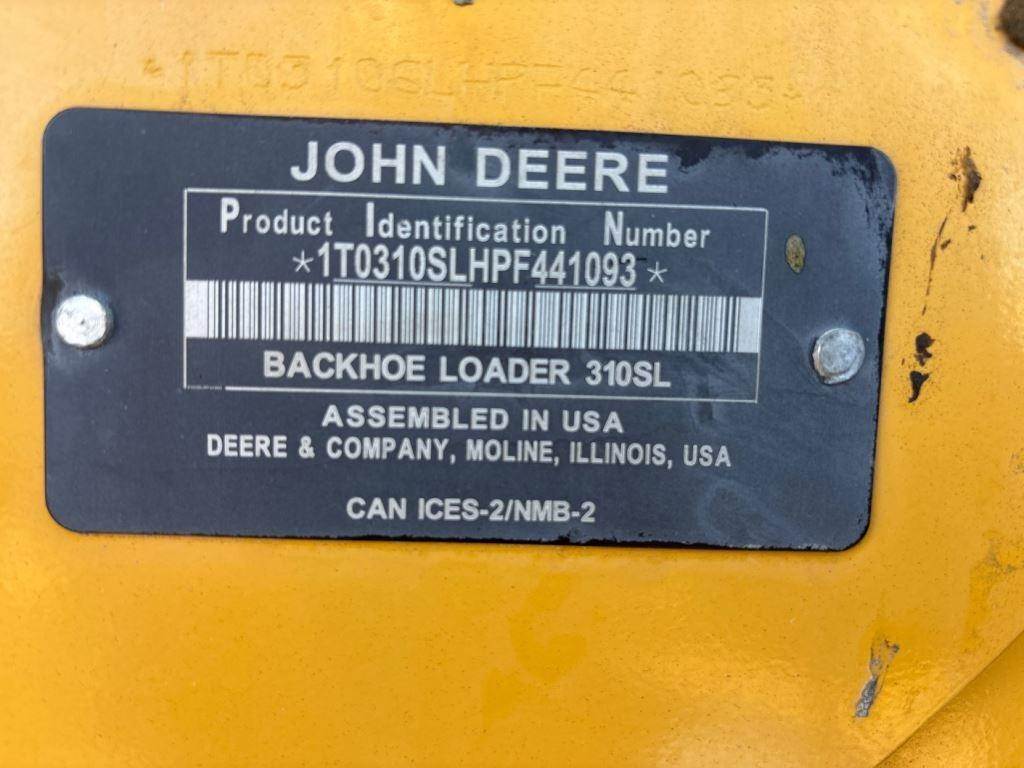 *1T0310SLHPF441093*
JOHN DEERE
Product Identification Number
*1T0310SLHPF441093*
BACKHOE LOADER 310SL
ASSEMBLED IN USA
DEERE & COMPANY, MOLINE, ILLINOIS, USA
CAN ICES-2/NMB-2